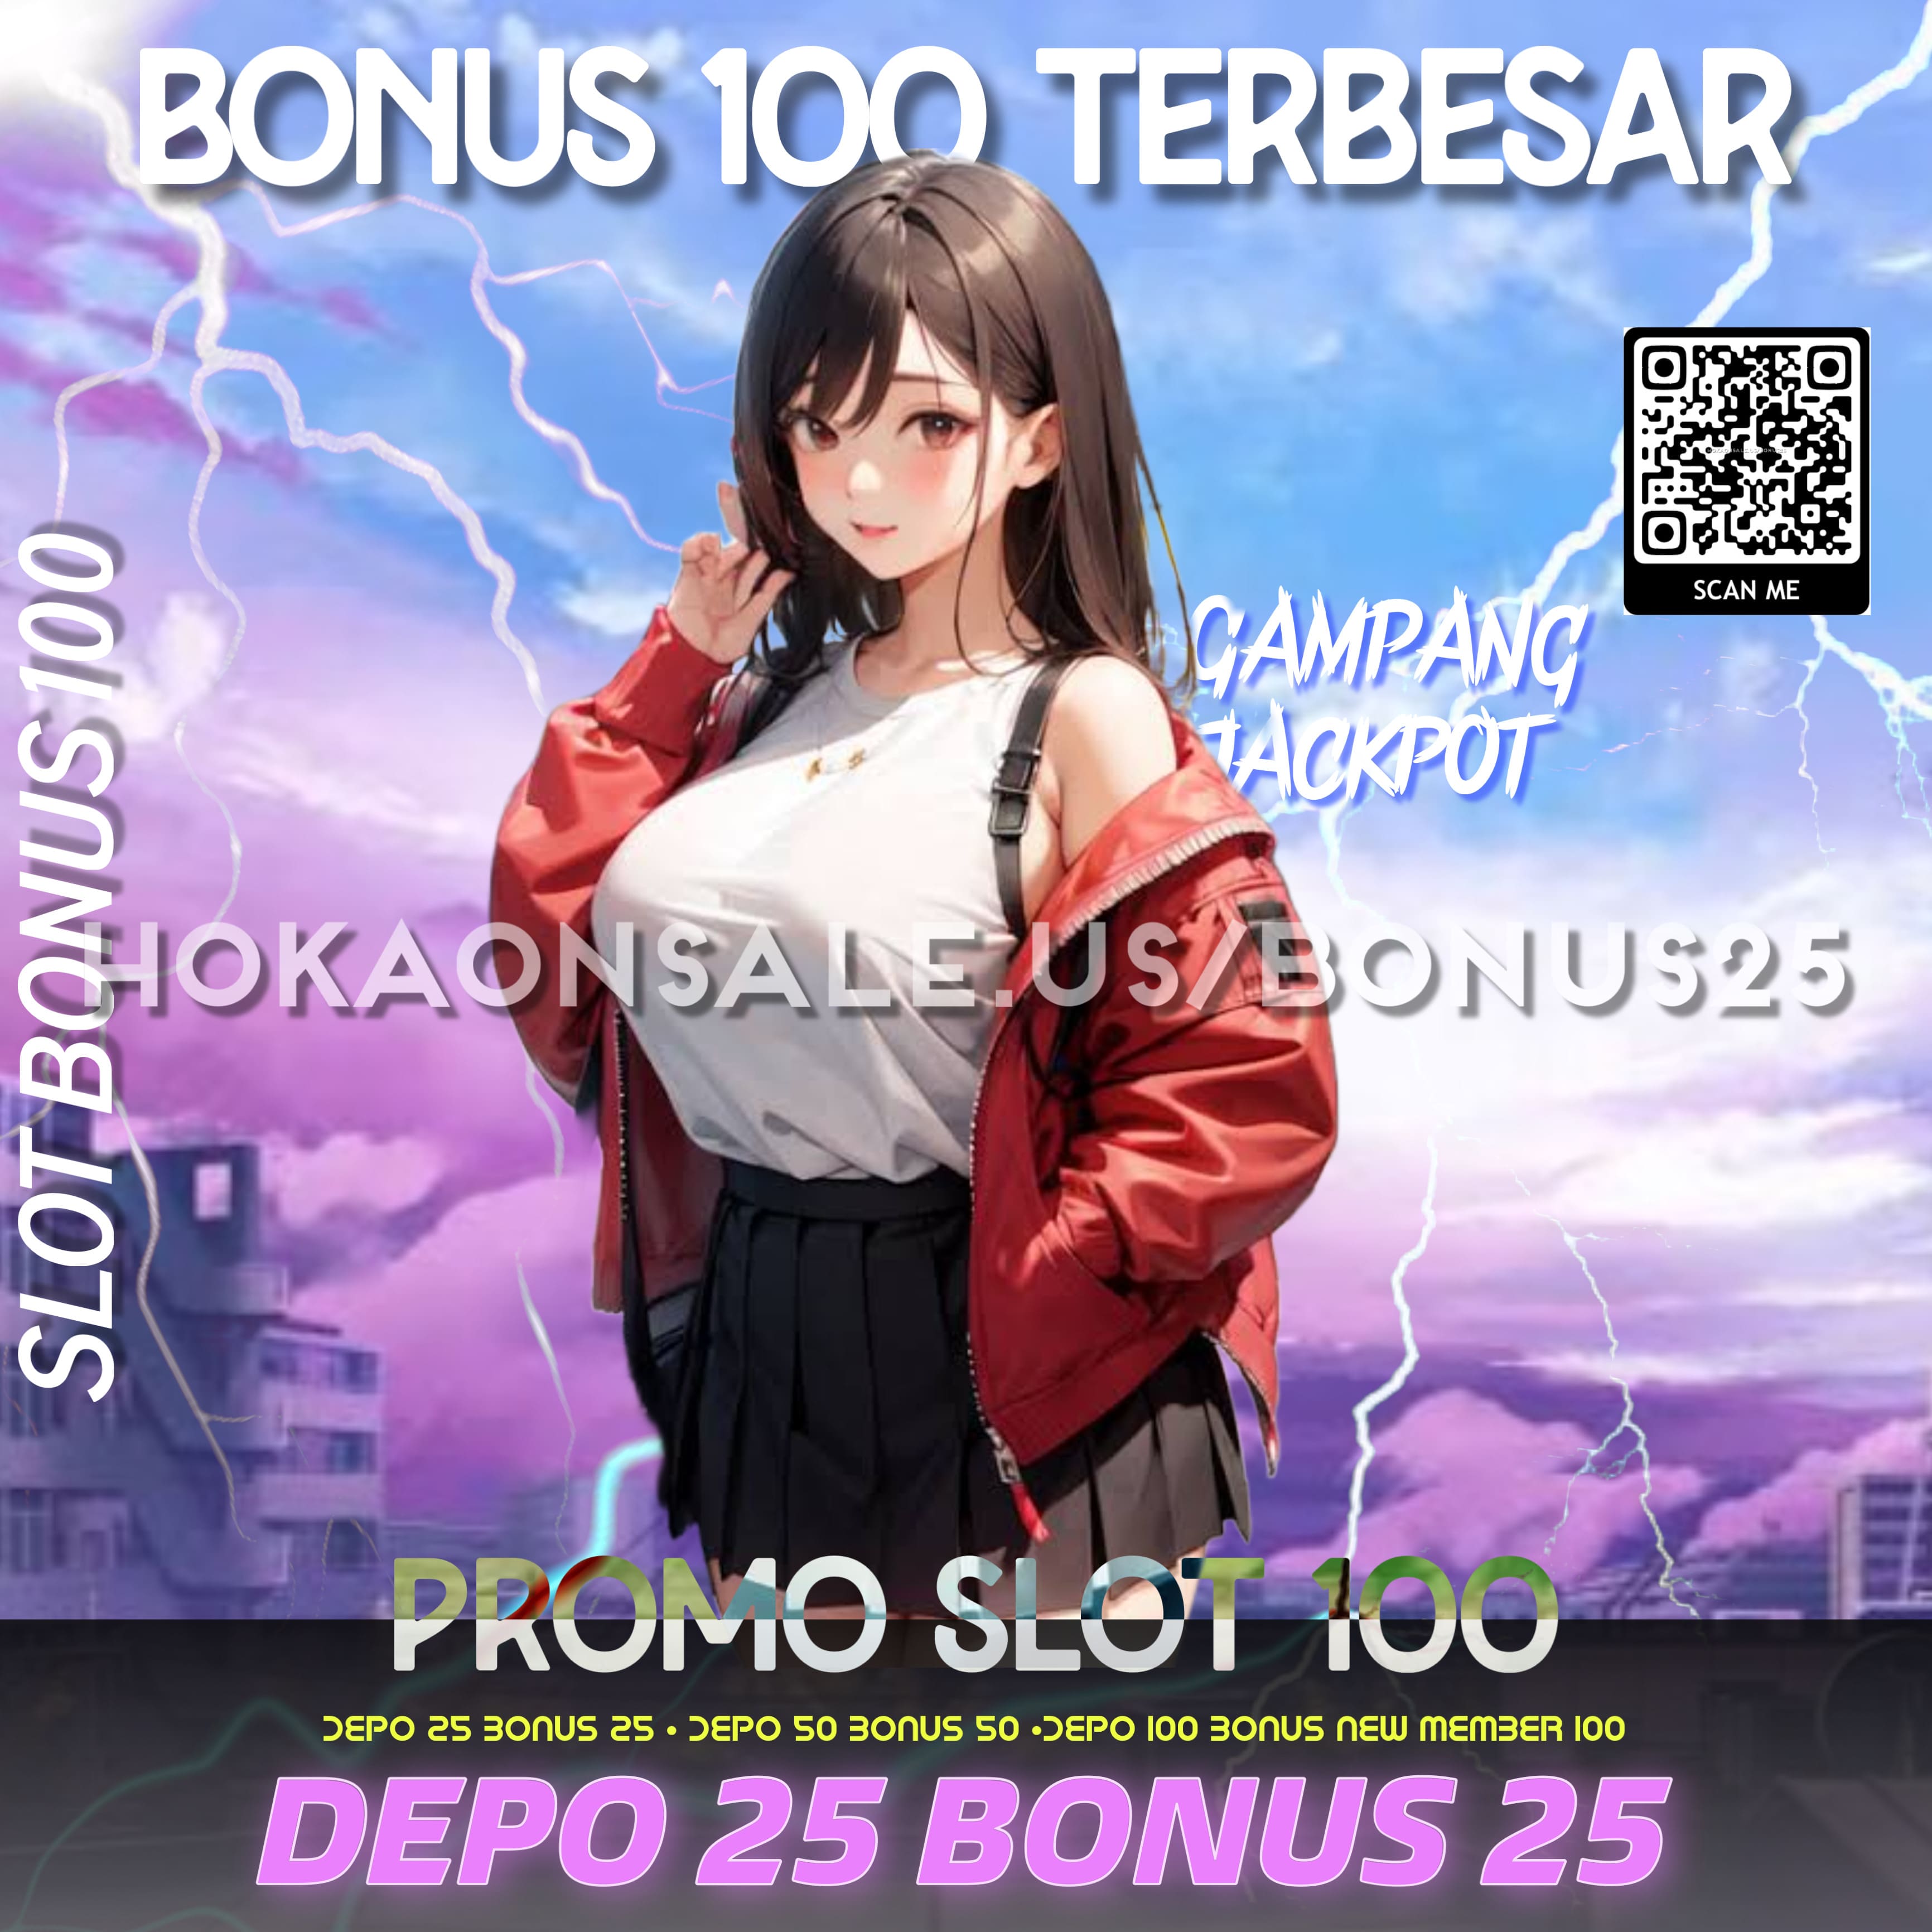 BONUS 100 TERBESAR
SCAN ME
GAMPANG
JACKPOT
SLOT BONUS 100
HOKAONSALE.US/BONUS25
PROMO SLOT 100
DEPO 25 BONUS 25 • DEPO 50 BONUS 50 •DEPO 100 BONUS NEW MEMBER 100
DEPO 25 BONUS 25